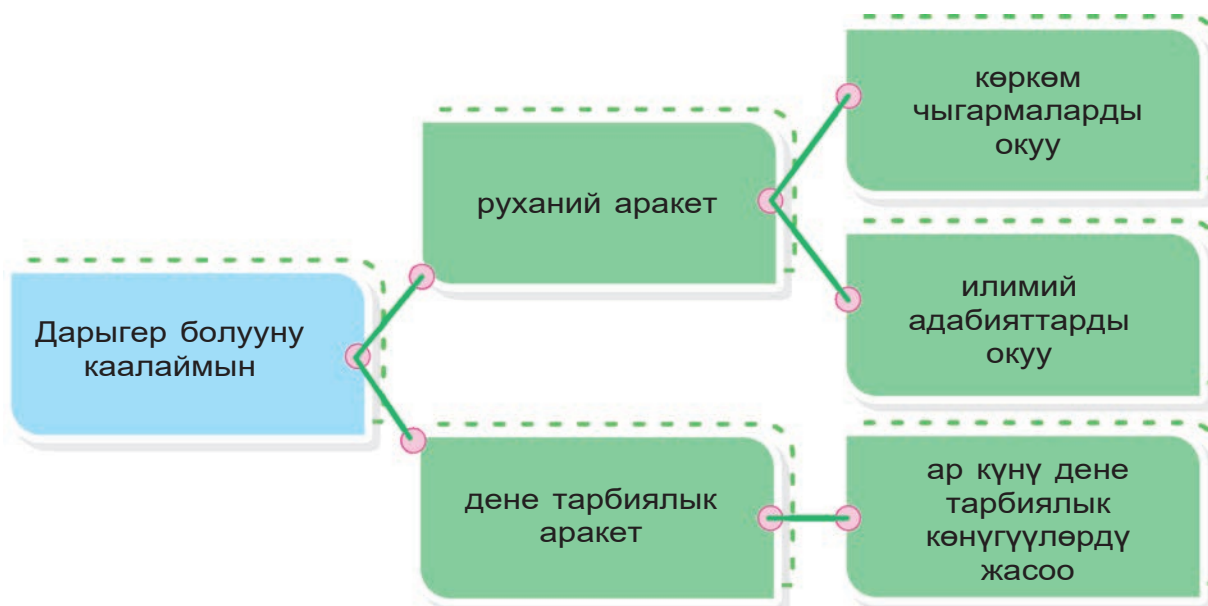 Дарыгер болууну
каалаймын
руханий аракет
көркөм
чыгармаларды
окуу
илимий
адабияттарды
окуу
дене тарбиялык
аракет
ар күнү дене
тарбиялык
көнүгүүлөрдү
жасоо